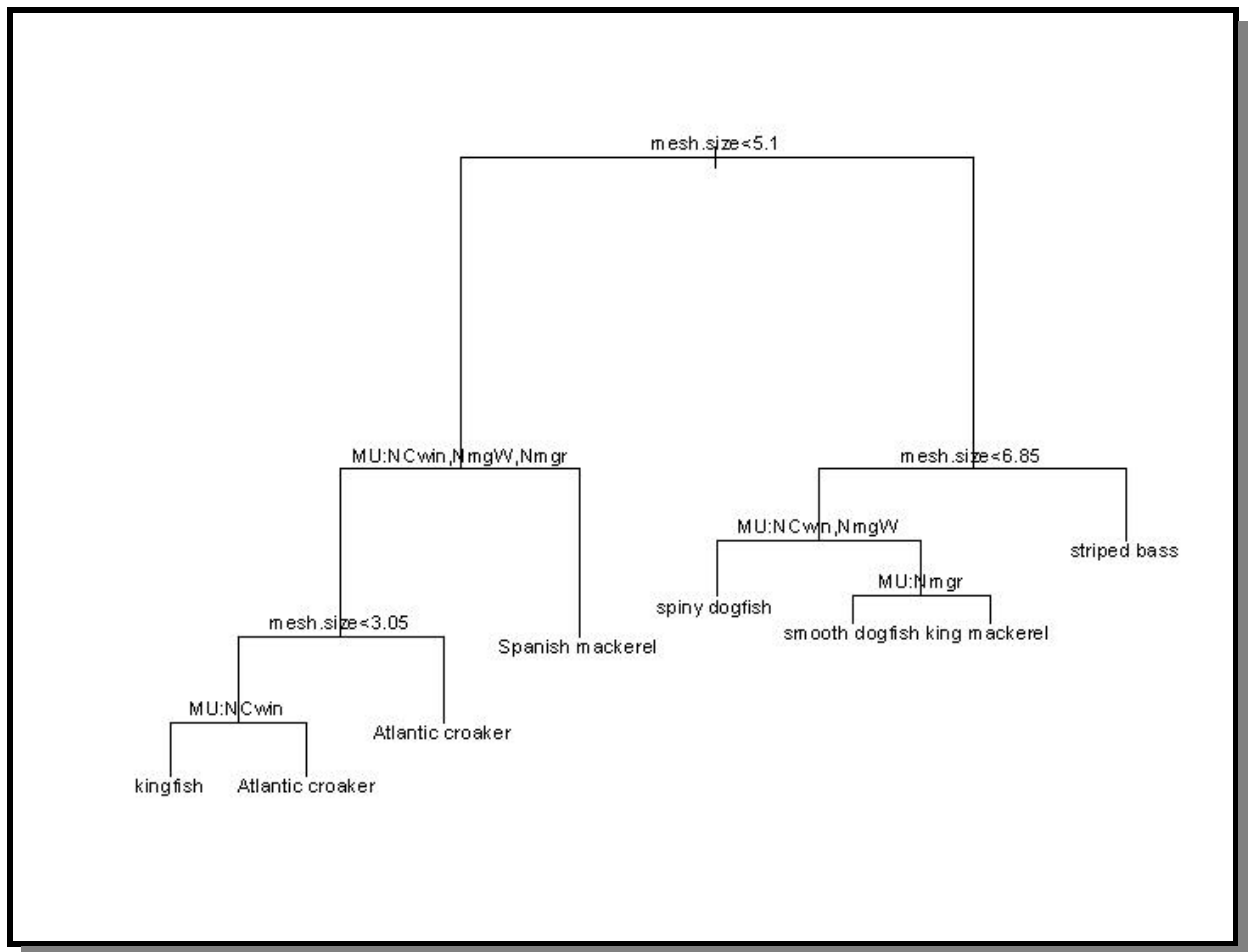 mesh.size<5.1
MU:NCwin,NmgW,Nmgr
mesh.size<6.85
MU:NCwn,NmgW
striped bass
MU:Nmgr
spiny dogfish
mesh.size<3.05
smooth dogfish king mackerel
Spanish mackerel
MU:NCwin
Atlantic croaker
kingfish
Atlantic croaker